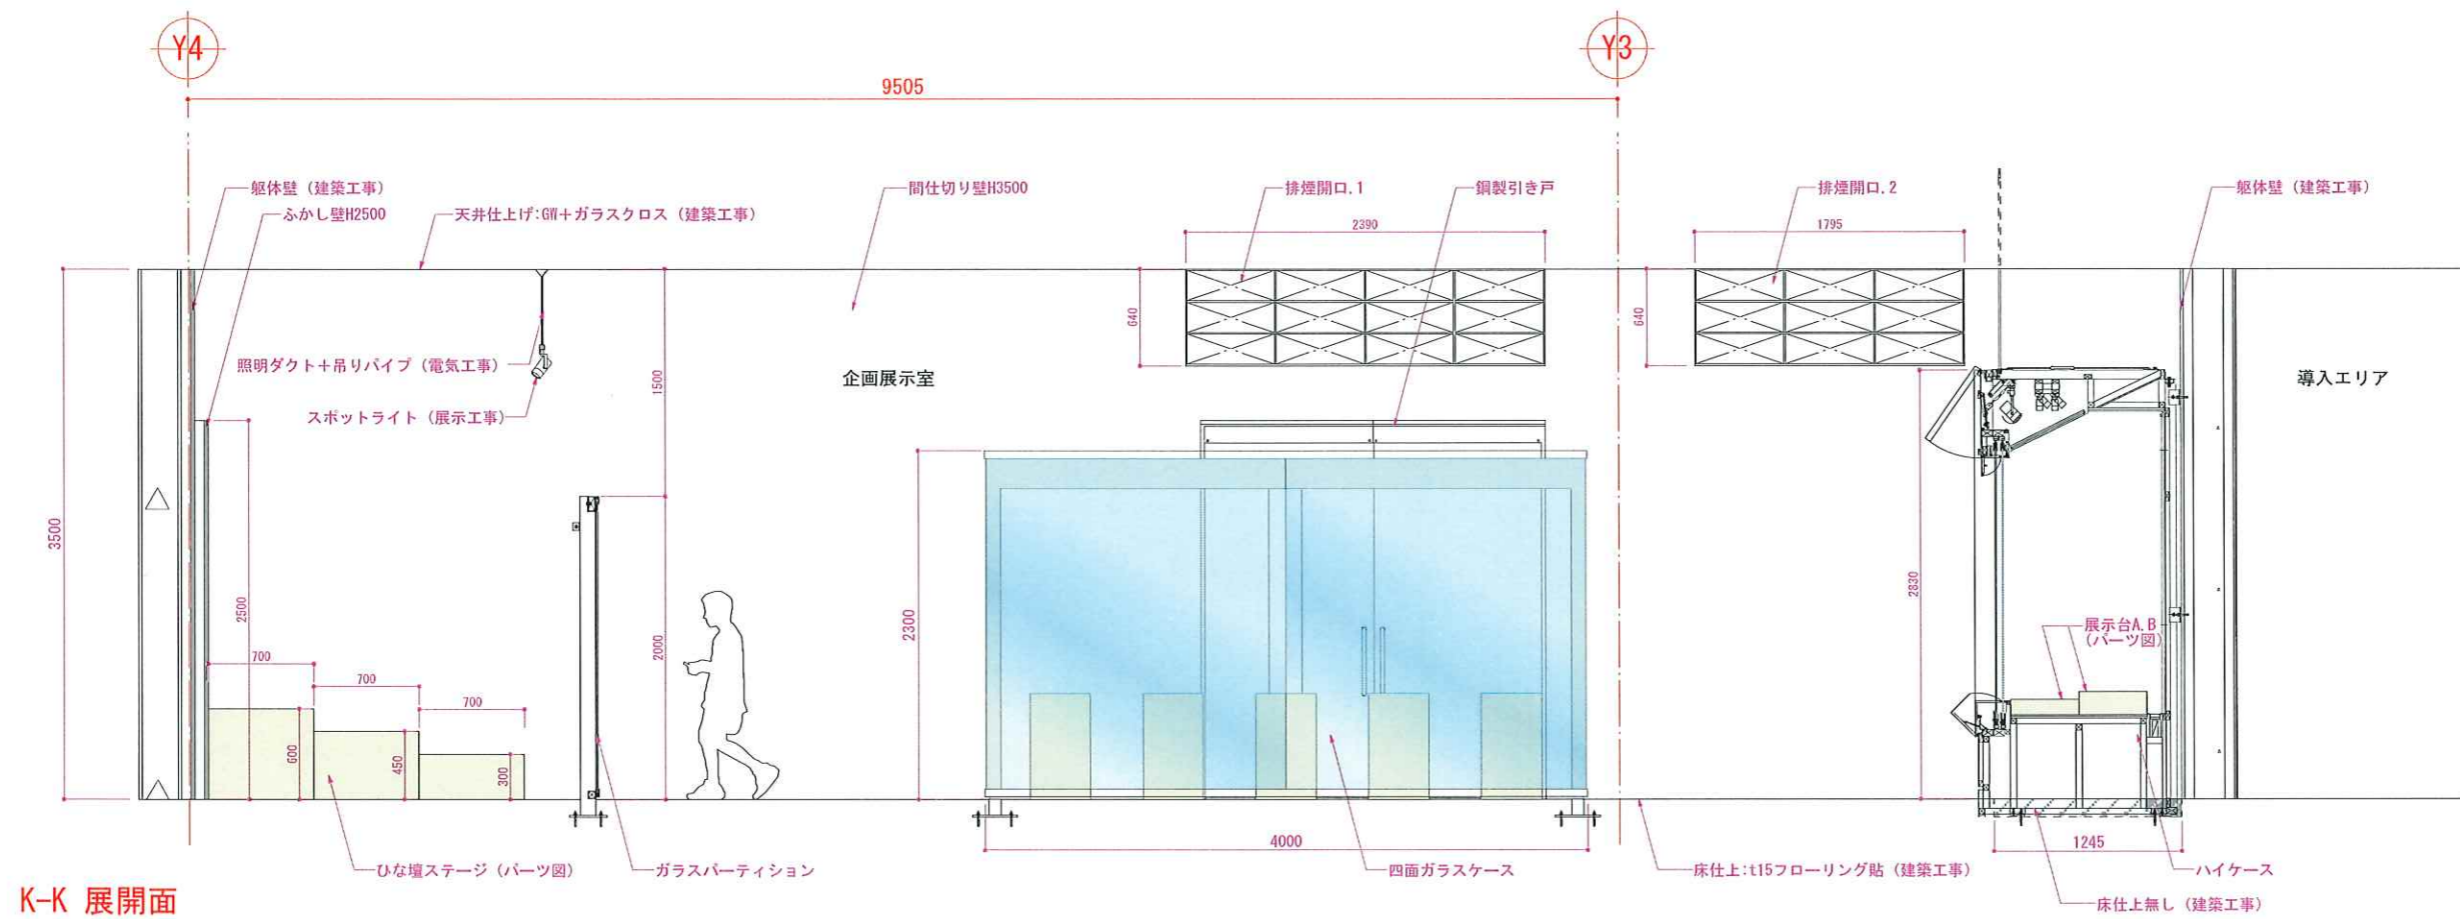 Y4
Y3
9505
躯体壁（建築工事）
間仕切り壁H3500
排煙開口.1
鋼製引き戸
排煙開口.2
躯体壁（建築工事）
ふかし壁H2500
天井仕上げ:GW+ガラスクロス（建築工事）
2390
1795
640
640
照明ダクト+吊りパイプ（電気工事）
1500
企画展示室
導入エリア
スポットライト（展示工事）
3500
2500
2300
2830
2000
展示台A.B
（パーツ図）
700
700
700
600
450
300
4000
1245
ひな壇ステージ（パーツ図）
ガラスパーティション
四面ガラスケース
床仕上:t15フローリング貼（建築工事）
ハイケース
床仕上無し（建築工事）
K-K 展開面